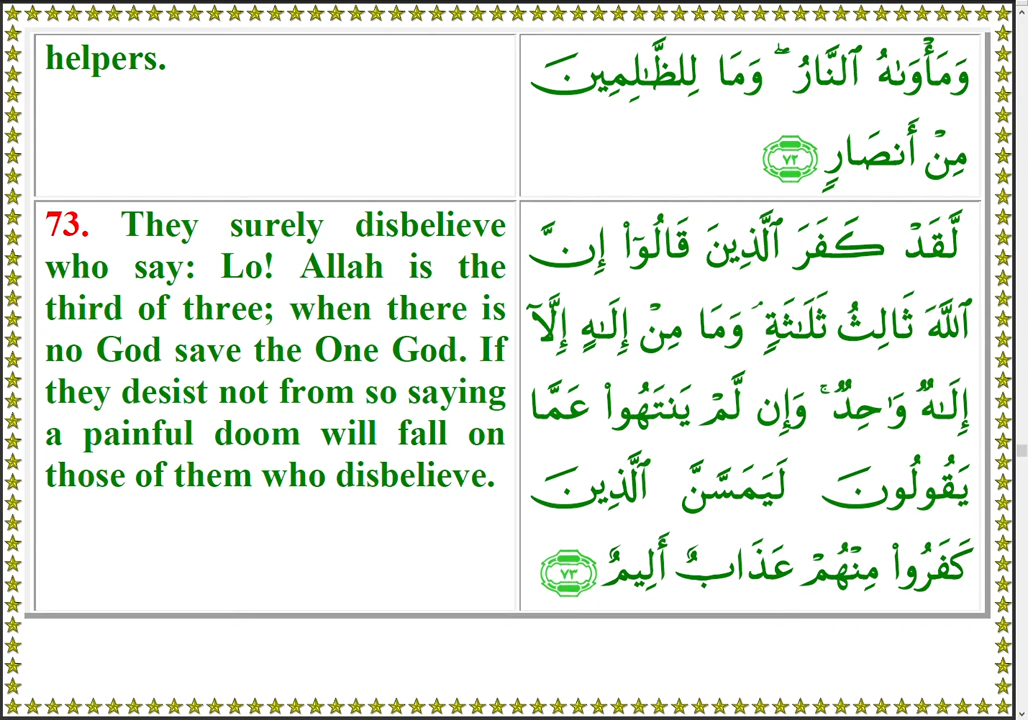 helpers.
وَمَأْوَىٰهُ ٱلنَّارُ ۖ وَمَا لِلظَّـٰلِمِينَ
مِنْ أَنصَارٍ ٧٢
73. They surely disbelieve
who say: Lo! Allah is the
third of three; when there is
no God save the One God. If
they desist not from so saying
a painful doom will fall on
those of them who disbelieve.
لَّقَدْ كَفَرَ ٱلَّذِينَ قَالُوٓا۟ إِنَّ
ٱللَّهَ ثَالِثُ ثَلَـٰثَةٍ ۘ وَمَا مِنْ إِلَـٰهٍ إِلَّآ
إِلَـٰهٌ وَٰحِدٌ ۚ وَإِن لَّمْ يَنتَهُوا۟ عَمَّا
يَقُولُونَ لَيَمَسَّنَّ ٱلَّذِينَ
كَفَرُوا۟ مِنْهُمْ عَذَابٌ أَلِيمٌ ٧٣